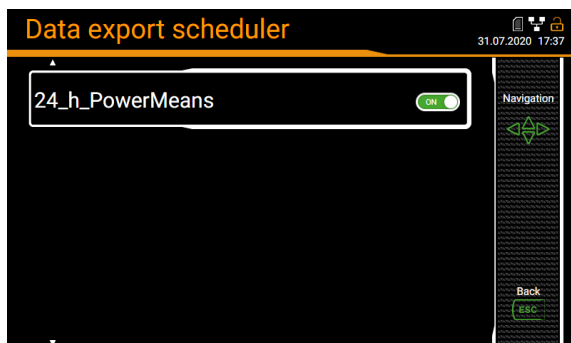 Data export scheduler
31.07.2020 17:37
24_h_PowerMeans
ON
Navigation
Back
ESC